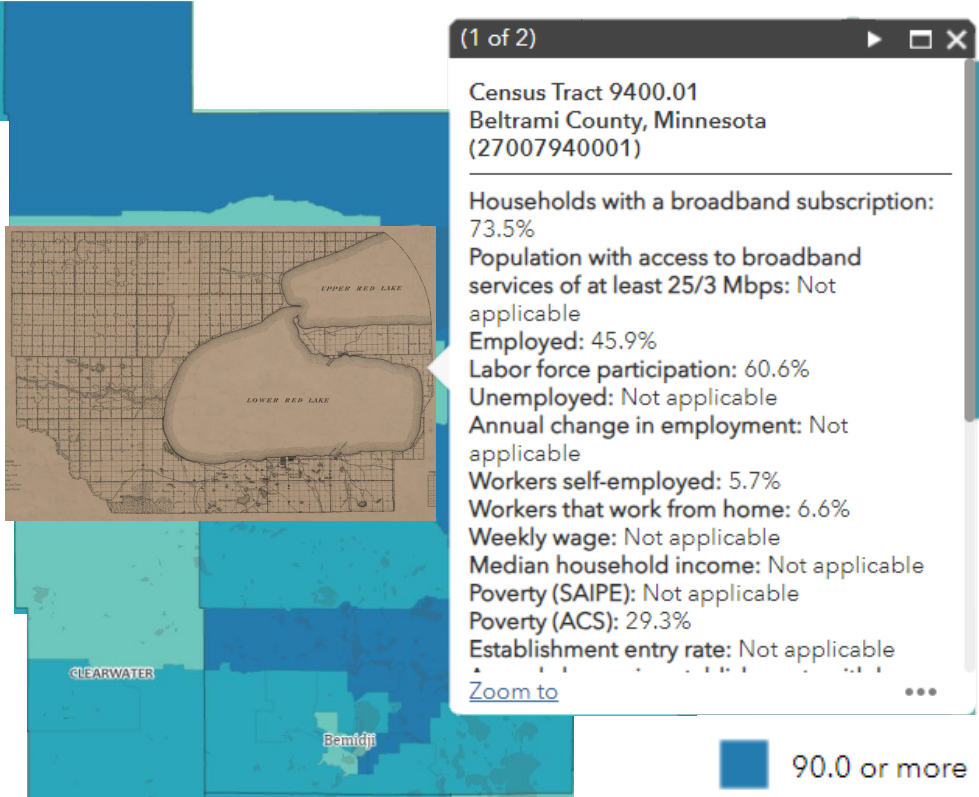 (1 of 2)
Census Tract 9400.01
Beltrami County, Minnesota
(27007940001)
Households with a broadband subscription:
73.5%
Population with access to broadband
services of at least 25/3 Mbps: Not
applicable
Employed: 45.9%
Labor force participation: 60.6%
Unemployed: Not applicable
Annual change in employment: Not
applicable
Workers self-employed: 5.7%
Workers that work from home: 6.6%
Weekly wage: Not applicable
Median household income: Not applicable
Poverty (SAIPE): Not applicable
Poverty (ACS): 29.3%
Establishment entry rate: Not applicable
Zoom to
UPPER RED LAKE
LOWER RED LAKE
CLEARWATER
Bemidji
90.0 or more